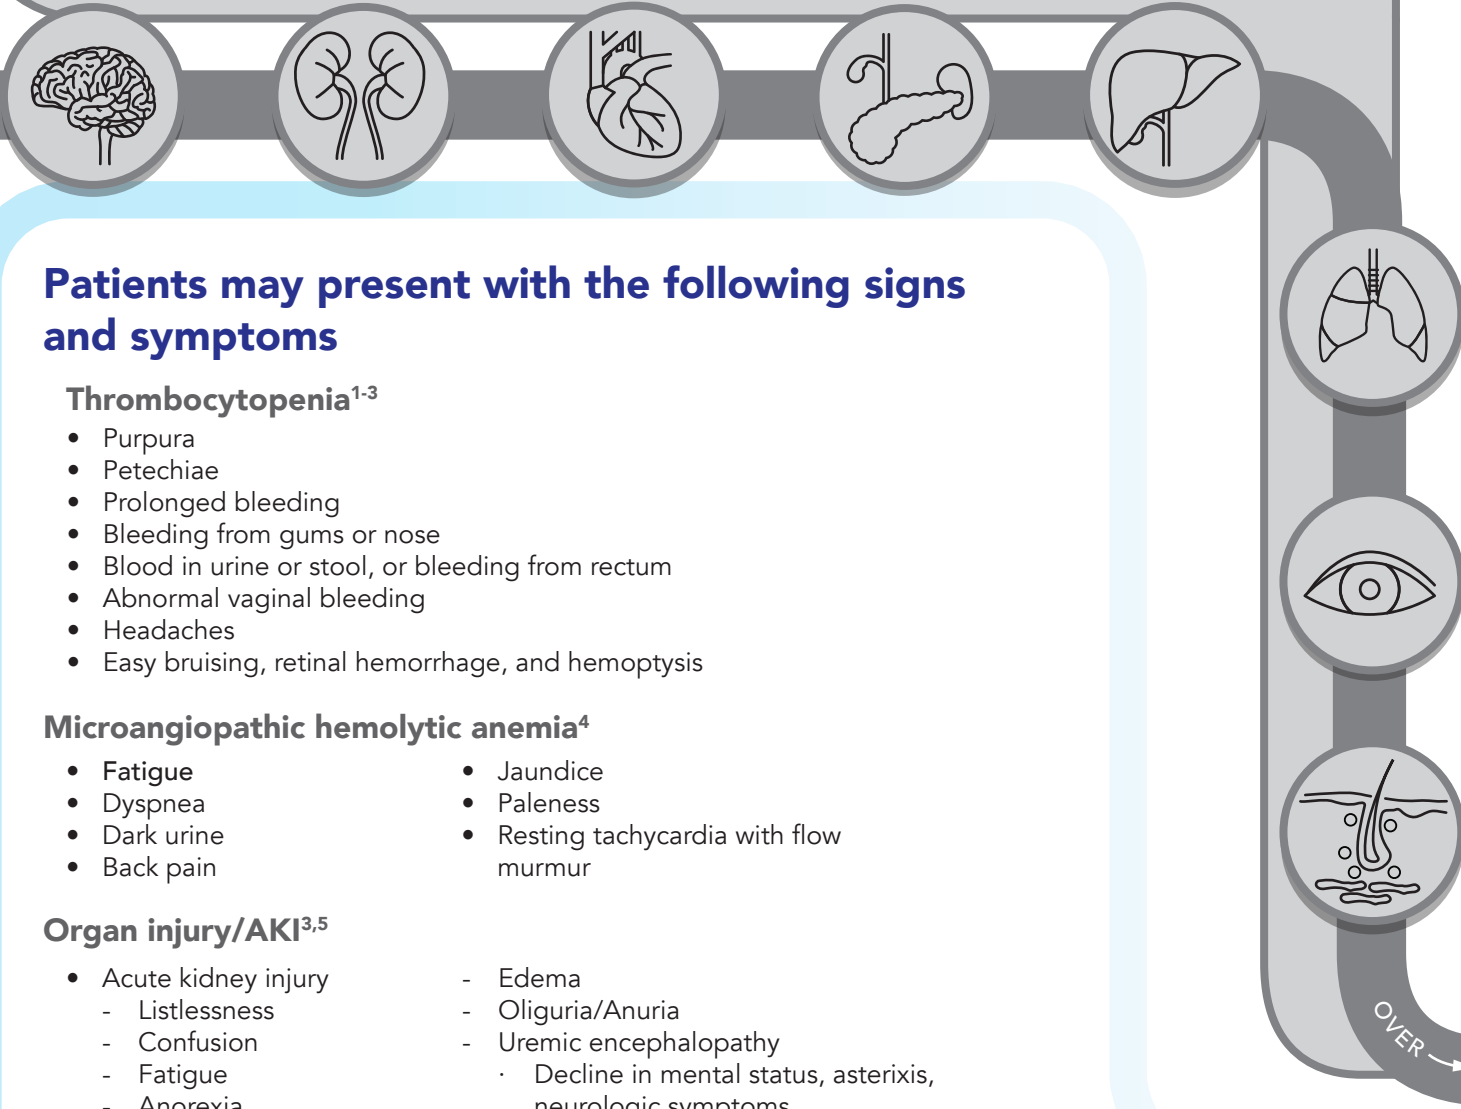 Patients may present with the following signs
and symptoms
Thrombocytopenia1-3
• Purpura
• Petechiae
• Prolonged bleeding
• Bleeding from gums or nose
• Blood in urine or stool, or bleeding from rectum
• Abnormal vaginal bleeding
• Headaches
• Easy bruising, retinal hemorrhage, and hemoptysis
Microangiopathic hemolytic anemia4
• Fatigue
• Dyspnea
• Dark urine
• Back pain
• Jaundice
• Paleness
• Resting tachycardia with flow
murmur
Organ injury/AKI3,5
• Acute kidney injury
- Listlessness
- Confusion
- Fatigue
- Anorexia
- Edema
- Oliguria/Anuria
- Uremic encephalopathy
· Decline in mental status, asterixis,
neurologic symptoms
OVER →